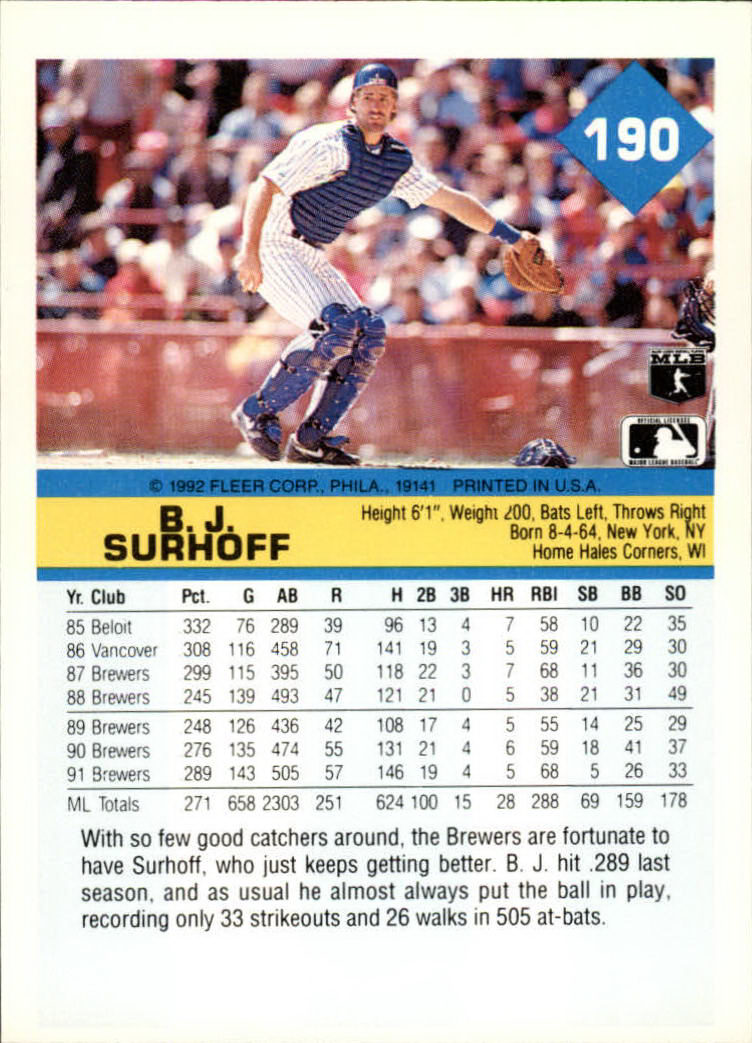 190
MLB
OFFICIAL LICENSEE
MAJOR LEAGUE BASEBALL
© 1992 FLEER CORP., PHILA., 19141 PRINTED IN U.S.A.
B. J.
SURHOFF
Height 6'1", Weight 200, Bats Left, Throws Right
Born 8-4-64, New York, NY
Home Hales Corners, WI
Yr. Club Pct. G AB R H 2B 3B HR RBI SB BB SO
85 Beloit 332 76 289 39 96 13 4 7 58 10 22 35
86 Vancover 308 116 458 71 141 19 3 5 59 21 29 30
87 Brewers 299 115 395 50 118 22 3 7 68 11 36 30
88 Brewers 245 139 493 47 121 21 0 5 38 21 31 49
89 Brewers 248 126 436 42 108 17 4 5 55 14 25 29
90 Brewers 276 135 474 55 131 21 4 6 59 18 41 37
91 Brewers 289 143 505 57 146 19 4 5 68 5 26 33
ML Totals 271 658 2303 251 624 100 15 28 288 69 159 178
With so few good catchers around, the Brewers are fortunate to
have Surhoff, who just keeps getting better. B. J. hit .289 last
season, and as usual he almost always put the ball in play,
recording only 33 strikeouts and 26 walks in 505 at-bats.